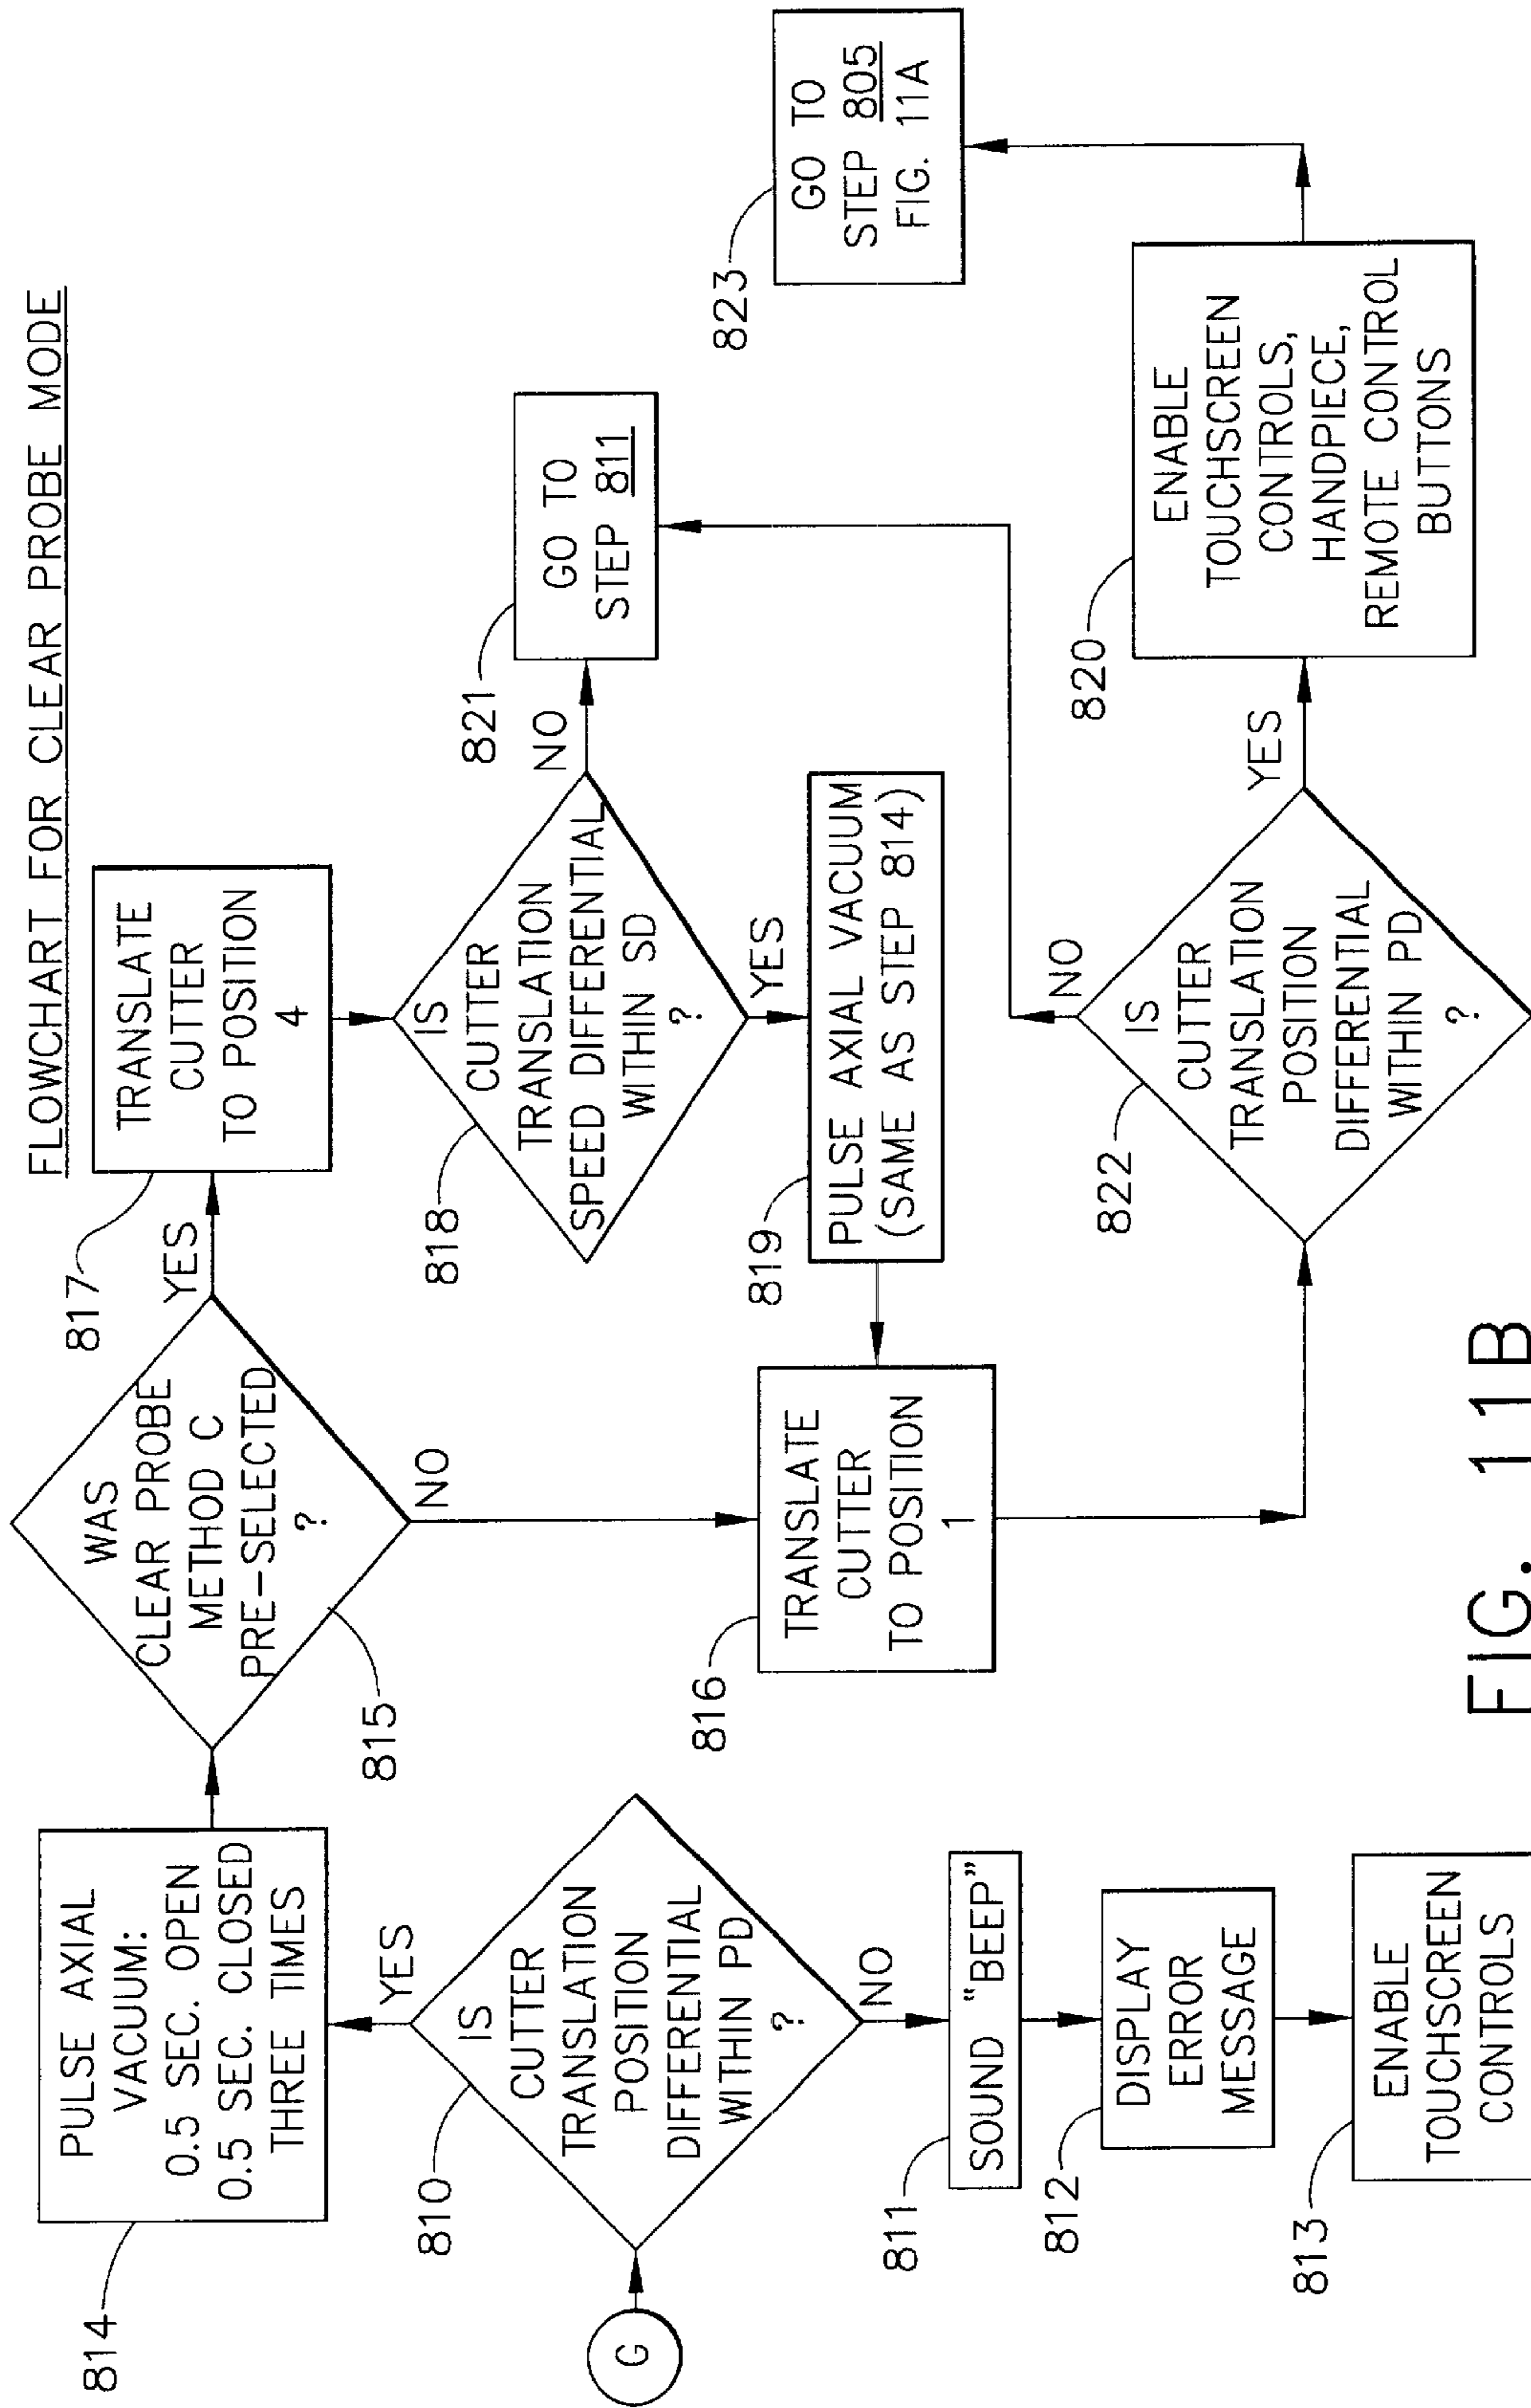 FLOWCHART FOR CLEAR PROBE MODE
G
810
IS
CUTTER
TRANSLATION
POSITION
DIFFERENTIAL
WITHIN PD
?
YES
NO
811
SOUND "BEEP"
812
DISPLAY
ERROR
MESSAGE
813
ENABLE
TOUCHSCREEN
CONTROLS
814
PULSE AXIAL
VACUUM:
0.5 SEC. OPEN
0.5 SEC. CLOSED
THREE TIMES
815
WAS
CLEAR PROBE
METHOD C
PRE-SELECTED
?
YES
NO
816
TRANSLATE
CUTTER
TO POSITION
1
817
TRANSLATE
CUTTER
TO POSITION
4
818
IS
CUTTER
TRANSLATION
SPEED DIFFERENTIAL
WITHIN SD
?
NO
YES
819
PULSE AXIAL VACUUM
(SAME AS STEP 814)
821
GO TO
STEP 811
822
IS
CUTTER
TRANSLATION
POSITION
DIFFERENTIAL
WITHIN PD
?
NO
YES
820
ENABLE
TOUCHSCREEN
CONTROLS,
HANDPIECE,
REMOTE CONTROL
BUTTONS
823
GO TO
STEP 805
FIG. 11A
FIG. 11B